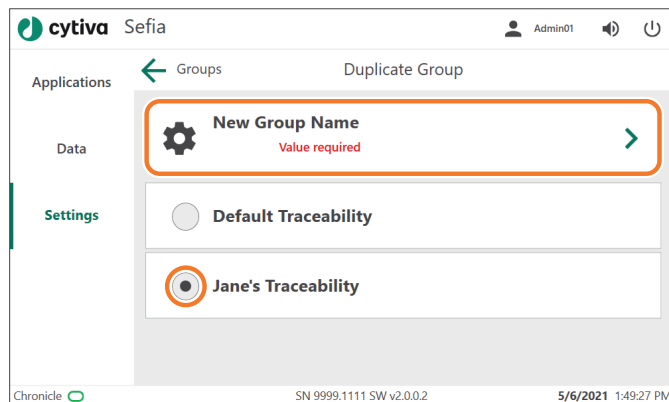 cytiva Sefia Admin01
Applications
Data
Settings
Groups Duplicate Group
New Group Name
Value required
Default Traceability
Jane's Traceability
Chronicle SN 9999.1111 SW v2.0.0.2 5/6/2021 1:49:27 PM